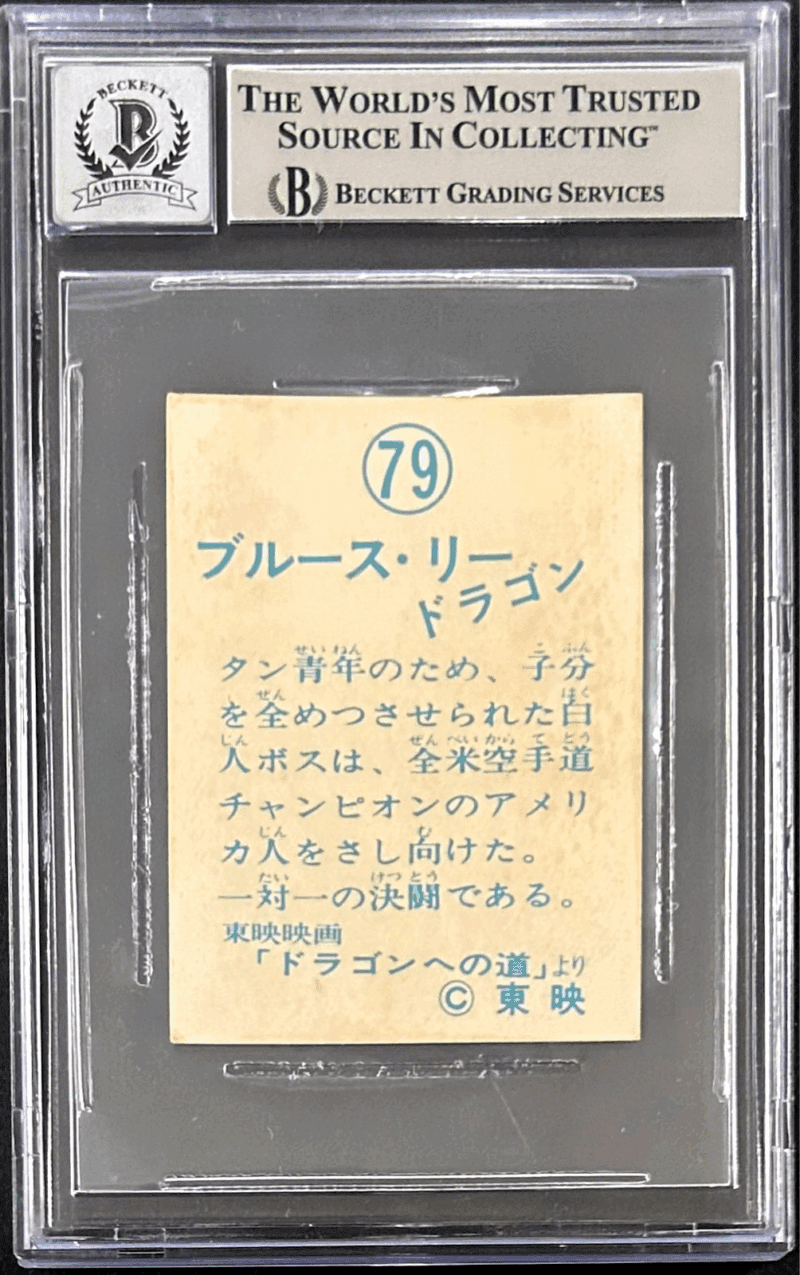 BECKETT
B
AUTHENTIC
THE WORLD'S MOST TRUSTED
SOURCE IN COLLECTING™
B BECKETT GRADING SERVICES
79
ブルース・リー
ドラゴン
タン青年のため、子分
を全めつさせられた白
人ボスは、全米空手道
チャンピオンのアメリ
カ人をさし向けた。
一対一の決闘である。
東映映画
「ドラゴンへの道」より
© 東映